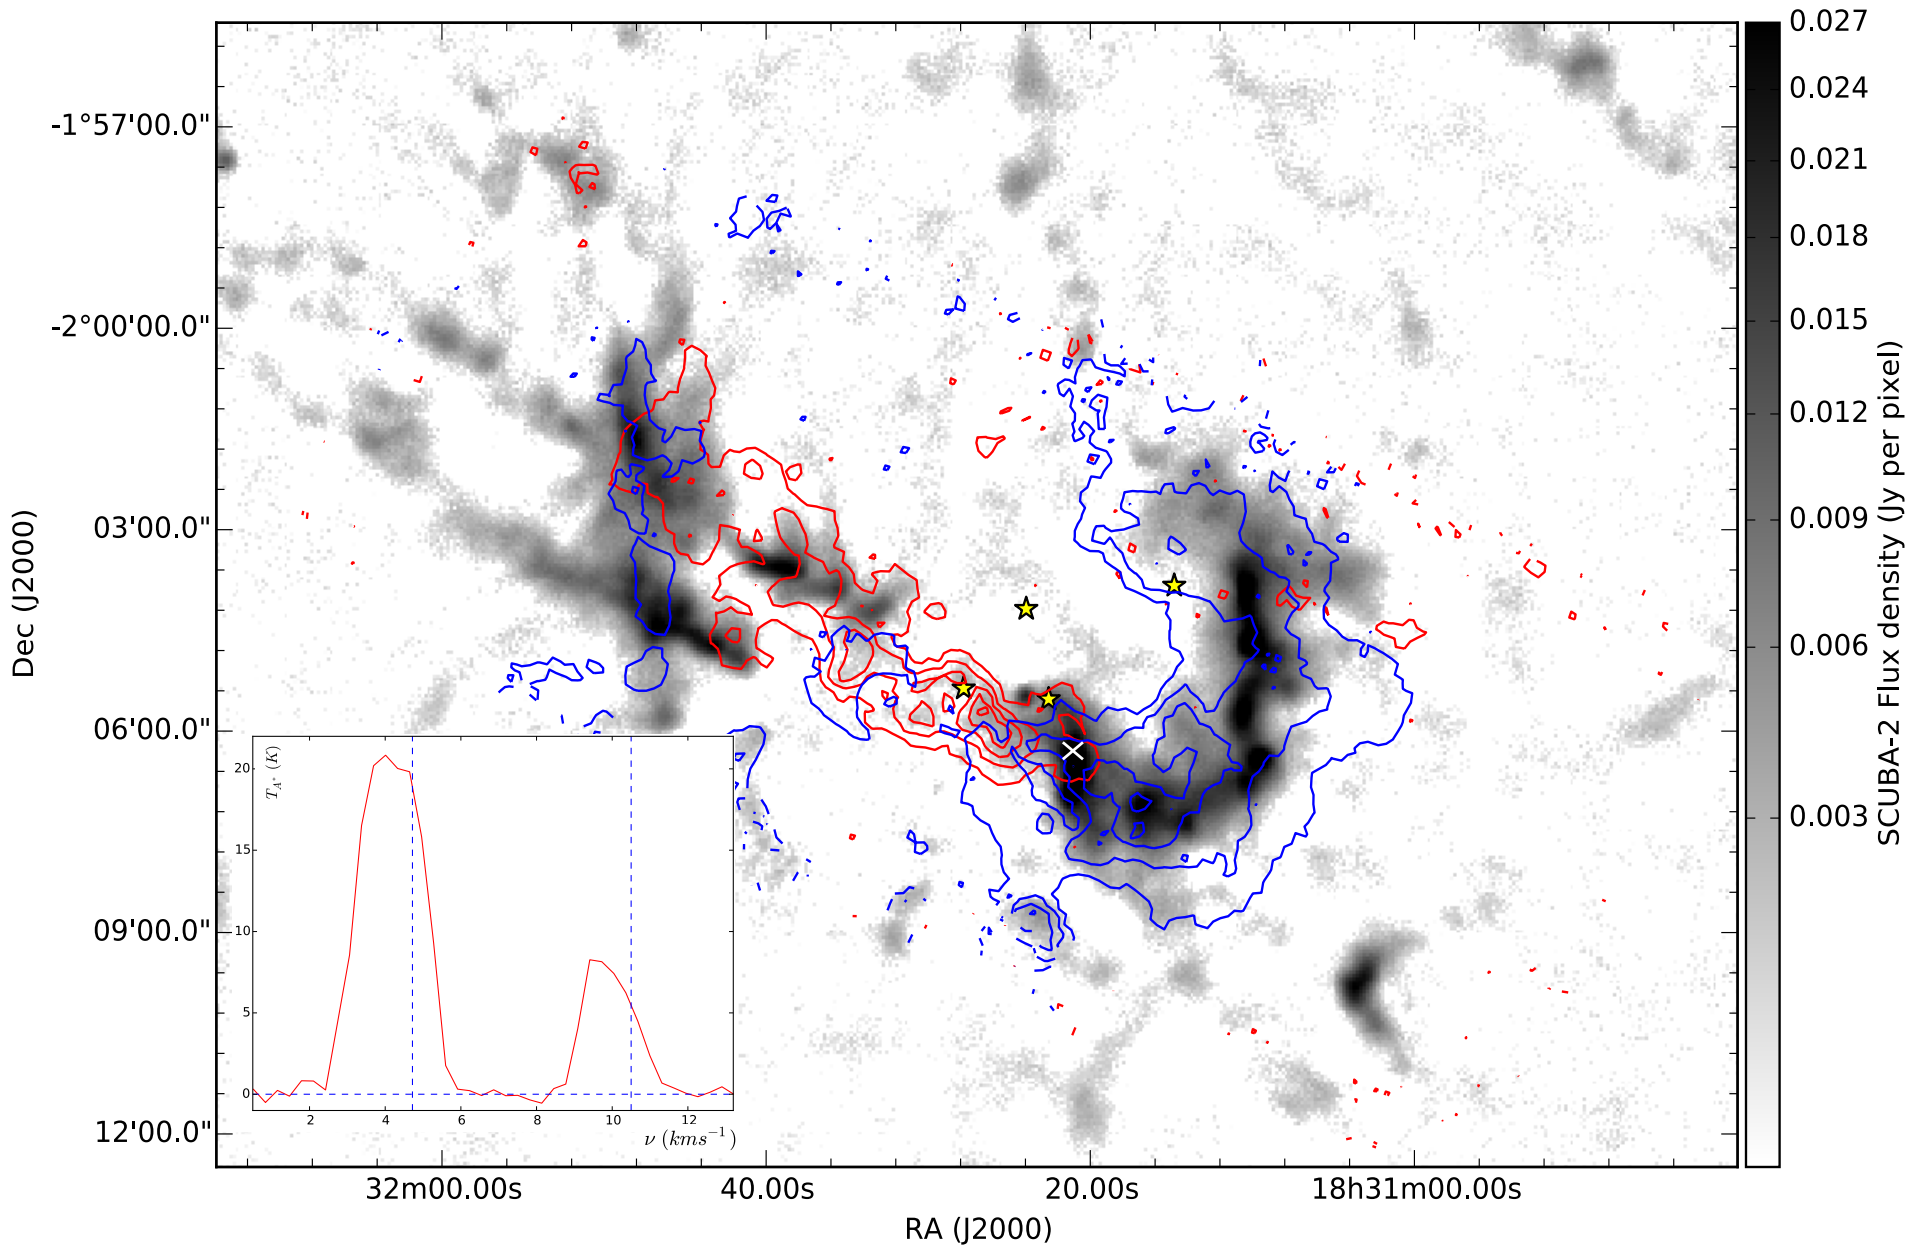 -1°57'00.0"
-2°00'00.0"
03'00.0"
06'00.0"
09'00.0"
12'00.0"
Dec (J2000)
32m00.00s 40.00s 20.00s 18h31m00.00s
RA (J2000)
0.027
0.024
0.021
0.018
0.015
0.012
0.009
0.006
0.003
SCUBA-2 Flux density (Jy per pixel)
T_A* (K)
20
15
10
5
0
2 4 6 8 10 12
ν (kms⁻¹)